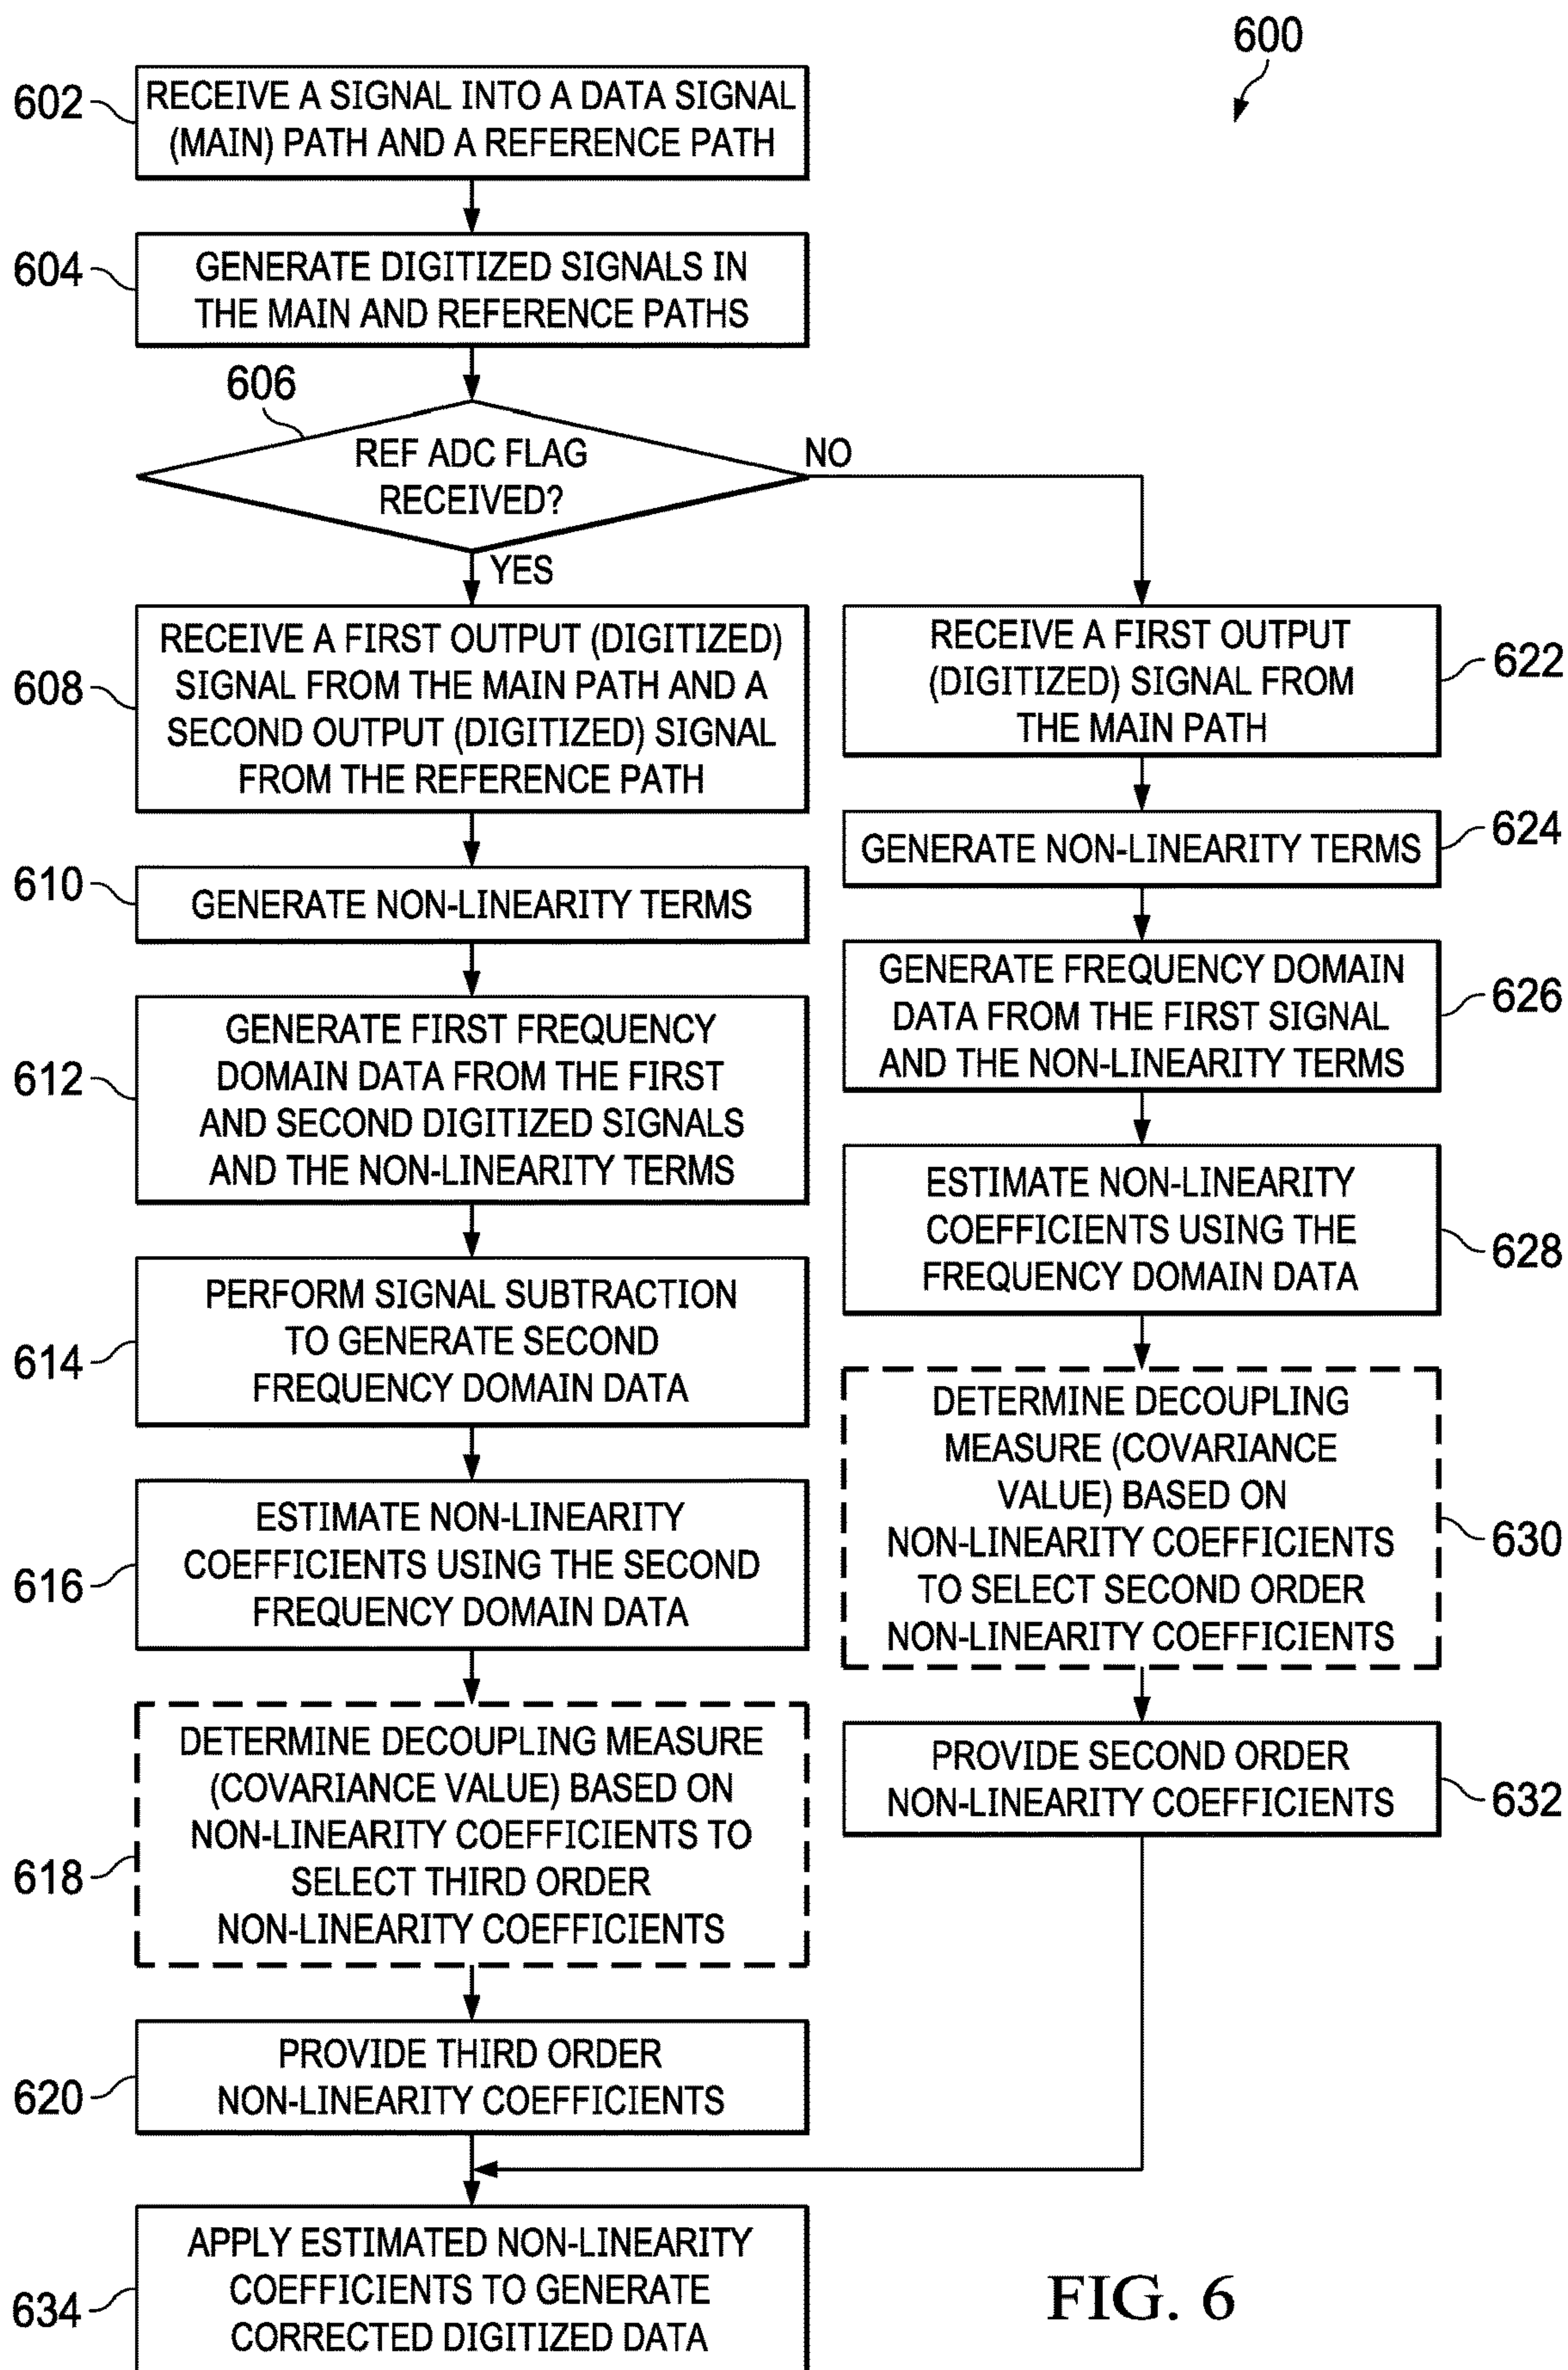 600
602
RECEIVE A SIGNAL INTO A DATA SIGNAL
(MAIN) PATH AND A REFERENCE PATH
604
GENERATE DIGITIZED SIGNALS IN
THE MAIN AND REFERENCE PATHS
606
REF ADC FLAG
RECEIVED?
NO
YES
608
RECEIVE A FIRST OUTPUT (DIGITIZED)
SIGNAL FROM THE MAIN PATH AND A
SECOND OUTPUT (DIGITIZED) SIGNAL
FROM THE REFERENCE PATH
610
GENERATE NON-LINEARITY TERMS
612
GENERATE FIRST FREQUENCY
DOMAIN DATA FROM THE FIRST
AND SECOND DIGITIZED SIGNALS
AND THE NON-LINEARITY TERMS
614
PERFORM SIGNAL SUBTRACTION
TO GENERATE SECOND
FREQUENCY DOMAIN DATA
616
ESTIMATE NON-LINEARITY
COEFFICIENTS USING THE SECOND
FREQUENCY DOMAIN DATA
618
DETERMINE DECOUPLING MEASURE
(COVARIANCE VALUE) BASED ON
NON-LINEARITY COEFFICIENTS TO
SELECT THIRD ORDER
NON-LINEARITY COEFFICIENTS
620
PROVIDE THIRD ORDER
NON-LINEARITY COEFFICIENTS
RECEIVE A FIRST OUTPUT
(DIGITIZED) SIGNAL FROM
THE MAIN PATH
622
GENERATE NON-LINEARITY TERMS
624
GENERATE FREQUENCY DOMAIN
DATA FROM THE FIRST SIGNAL
AND THE NON-LINEARITY TERMS
626
ESTIMATE NON-LINEARITY
COEFFICIENTS USING THE
FREQUENCY DOMAIN DATA
628
DETERMINE DECOUPLING
MEASURE (COVARIANCE
VALUE) BASED ON
NON-LINEARITY COEFFICIENTS
TO SELECT SECOND ORDER
NON-LINEARITY COEFFICIENTS
630
PROVIDE SECOND ORDER
NON-LINEARITY COEFFICIENTS
632
634
APPLY ESTIMATED NON-LINEARITY
COEFFICIENTS TO GENERATE
CORRECTED DIGITIZED DATA
FIG. 6